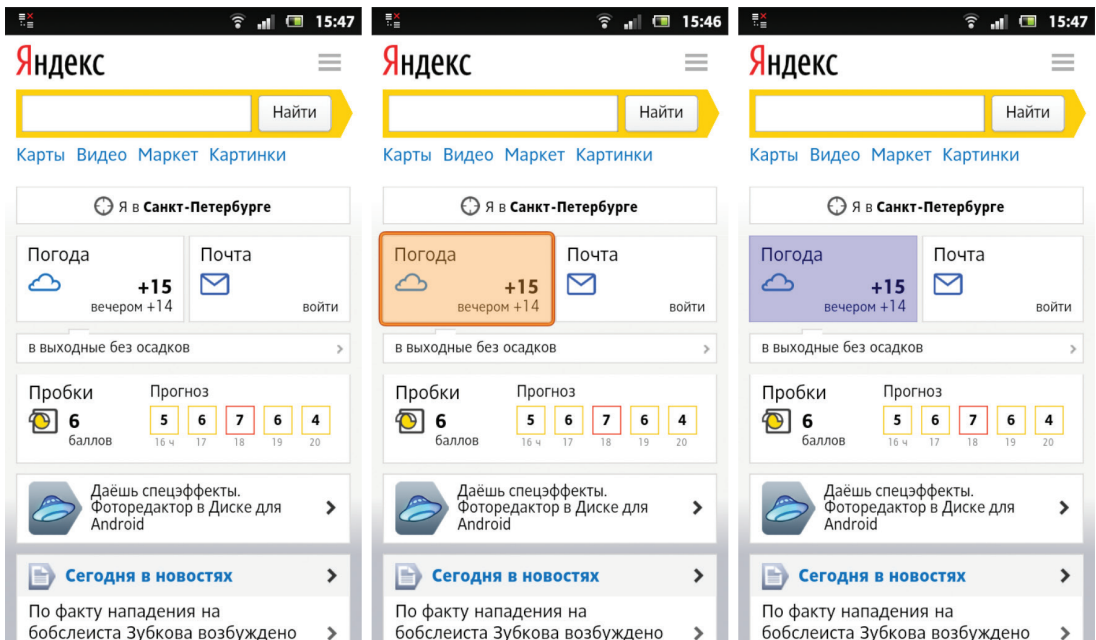 15:47
Яндекс
Найти
Карты Видео Маркет Картинки
Я в Санкт-Петербурге
Погода
+15
вечером +14
Почта
войти
в выходные без осадков
Пробки
6
баллов
Прогноз
5 6 7 6 4
16 ч 17 18 19 20
Даёшь спецэффекты.
Фоторедактор в Диске для
Android
Сегодня в новостях
По факту нападения на
бобслеиста Зубкова возбуждено
15:46
Яндекс
Найти
Карты Видео Маркет Картинки
Я в Санкт-Петербурге
Погода
+15
вечером +14
Почта
войти
в выходные без осадков
Пробки
6
баллов
Прогноз
5 6 7 6 4
16 ч 17 18 19 20
Даёшь спецэффекты.
Фоторедактор в Диске для
Android
Сегодня в новостях
По факту нападения на
бобслеиста Зубкова возбуждено
15:47
Яндекс
Найти
Карты Видео Маркет Картинки
Я в Санкт-Петербурге
Погода
+15
вечером +14
Почта
войти
в выходные без осадков
Пробки
6
баллов
Прогноз
5 6 7 6 4
16 ч 17 18 19 20
Даёшь спецэффекты.
Фоторедактор в Диске для
Android
Сегодня в новостях
По факту нападения на
бобслеиста Зубкова возбуждено